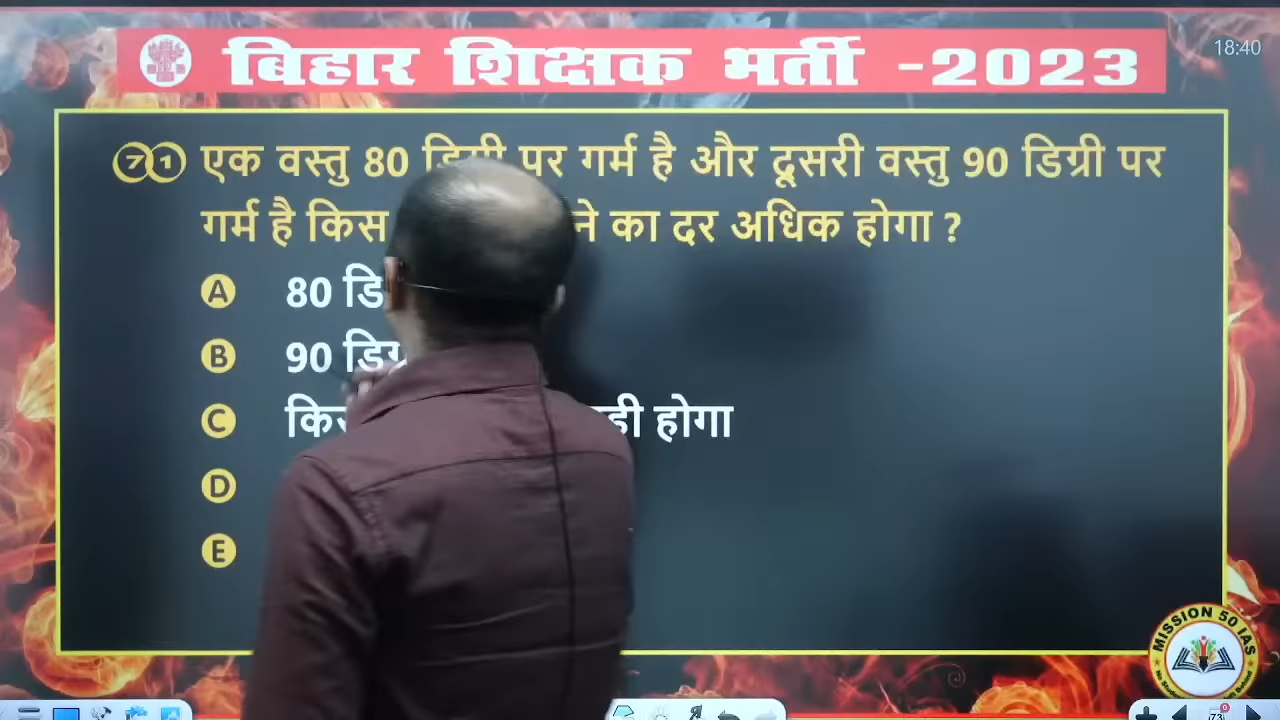 बिहार शिक्षक भर्ती -2023
18:40
71 एक वस्तु 80 डिग्री पर गर्म है और दूसरी वस्तु 90 डिग्री पर
गर्म है किस का दर अधिक होगा ?
A 80
B 90
C होगा
D
E
MISSION 50 IAS
73